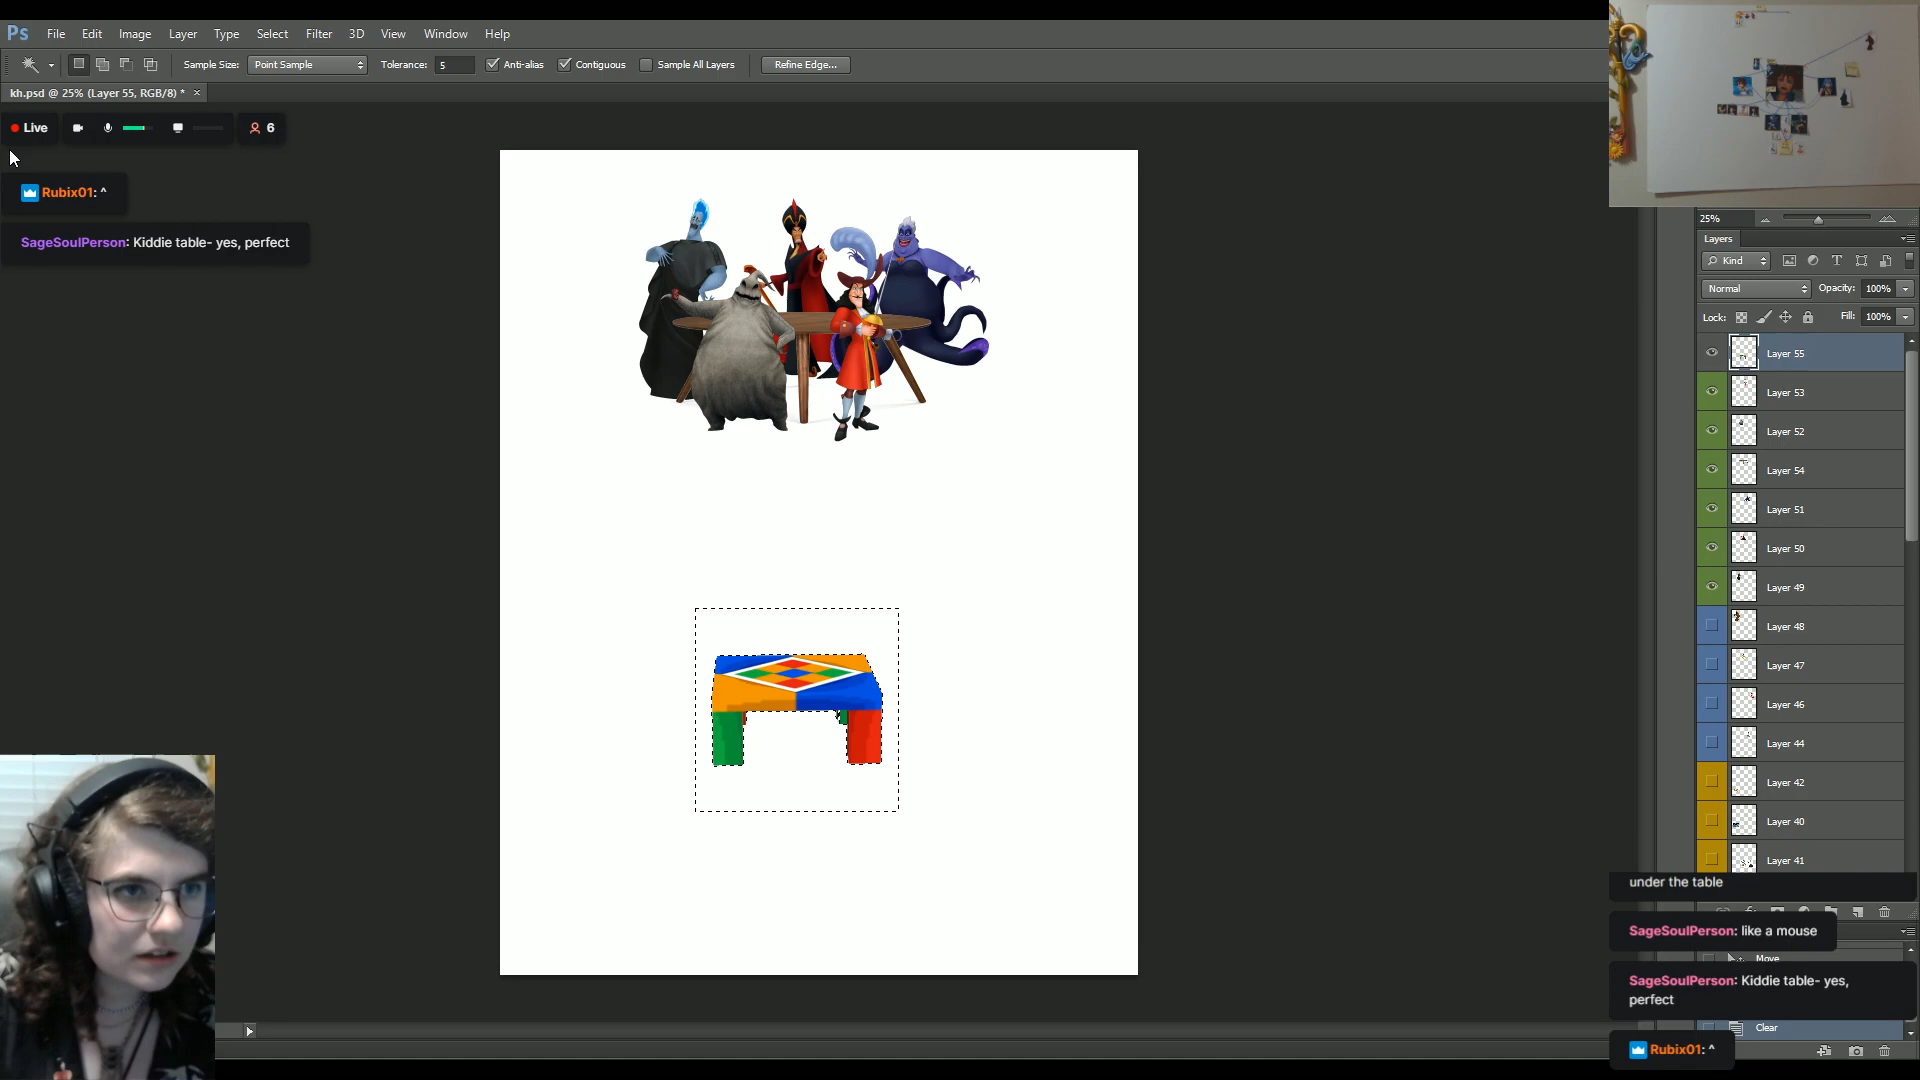 Ps File Edit Image Layer Type Select Filter 3D View Window Help
Sample Size: Point Sample Tolerance: 5 Anti-alias Contiguous Sample All Layers Refine Edge...
kh.psd @ 25% (Layer 55, RGB/8) * ×
Live 6
Rubix01: ^
SageSoulPerson: Kiddie table- yes, perfect
25%
Layers
Kind
Normal Opacity: 100%
Lock: Fill: 100%
Layer 55
Layer 53
Layer 52
Layer 54
Layer 51
Layer 50
Layer 49
Layer 48
Layer 47
Layer 46
Layer 44
Layer 42
Layer 40
Layer 41
under the table
SageSoulPerson: like a mouse
Move
SageSoulPerson: Kiddie table- yes,
perfect
Clear
Rubix01: ^